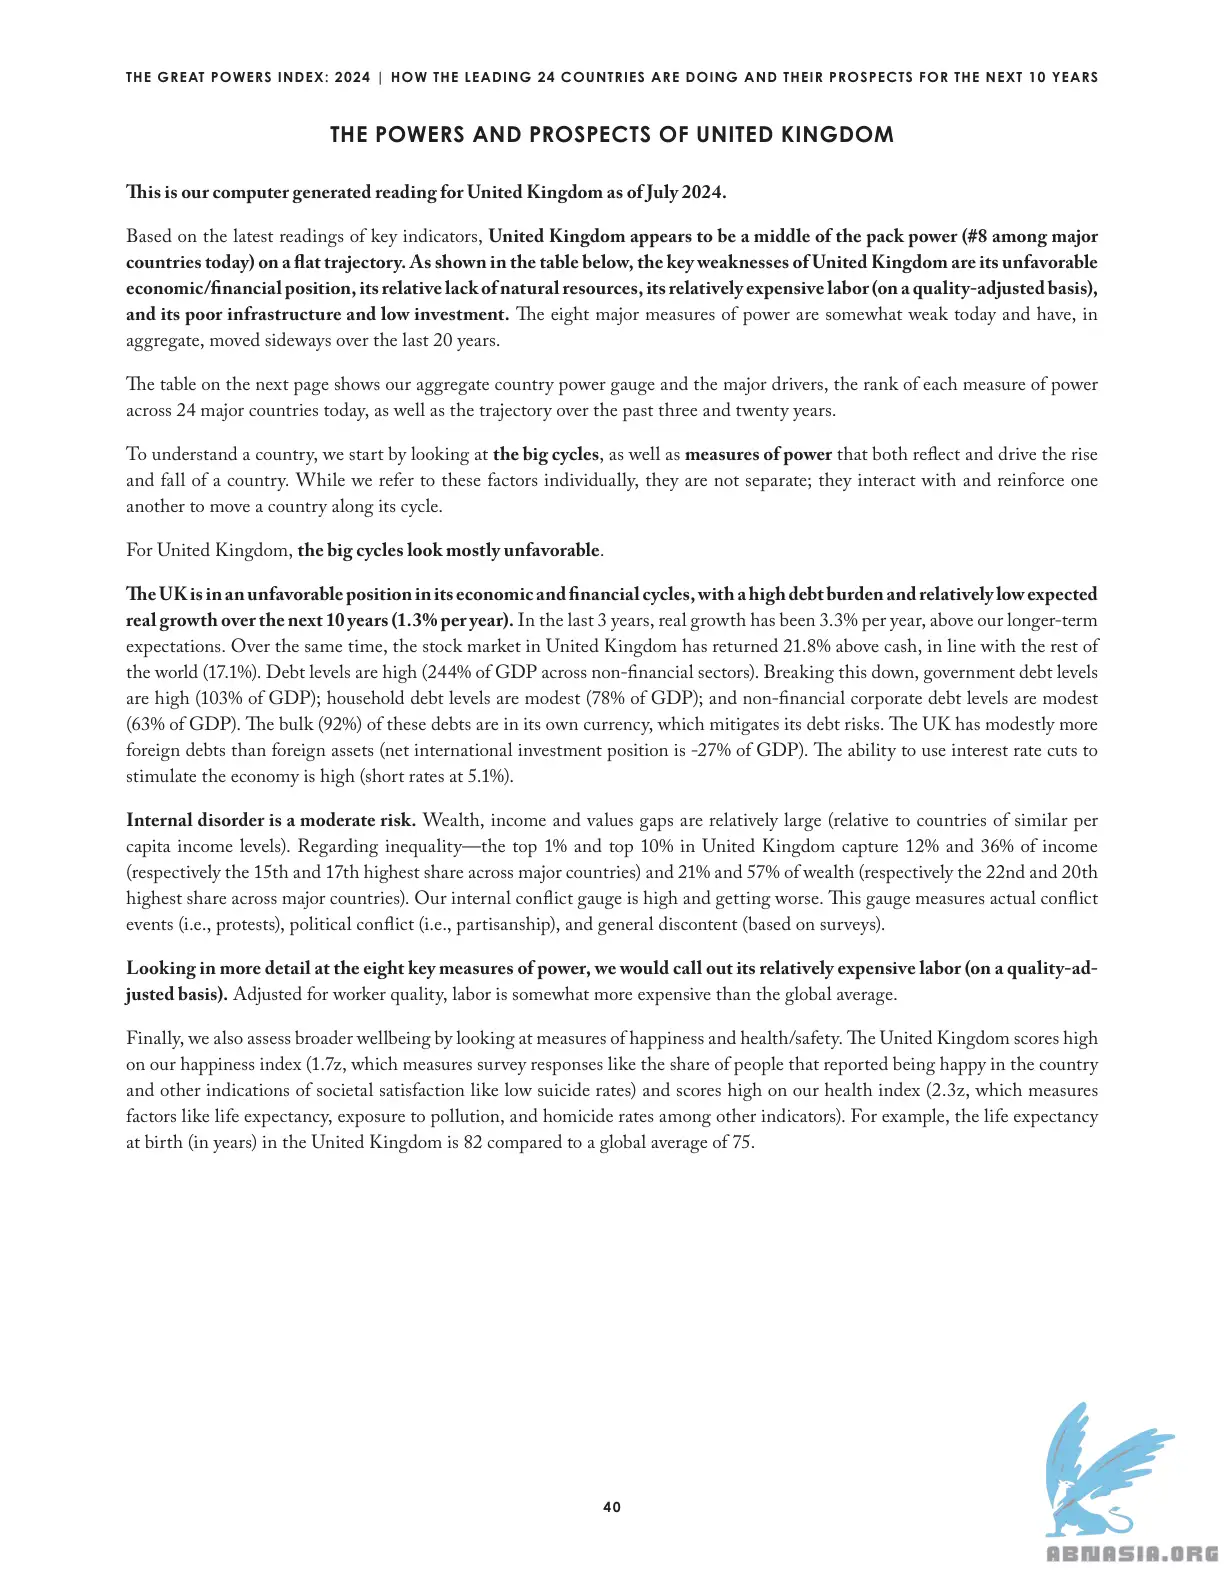 THE GREAT POWERS INDEX: 2024 | HOW THE LEADING 24 COUNTRIES ARE DOING AND THEIR PROSPECTS FOR THE NEXT 10 YEARS
THE POWERS AND PROSPECTS OF UNITED KINGDOM
This is our computer generated reading for United Kingdom as of July 2024.
Based on the latest readings of key indicators, United Kingdom appears to be a middle of the pack power (#8 among major
countries today) on a flat trajectory. As shown in the table below, the key weaknesses of United Kingdom are its unfavorable
economic/financial position, its relative lack of natural resources, its relatively expensive labor (on a quality-adjusted basis),
and its poor infrastructure and low investment. The eight major measures of power are somewhat weak today and have, in
aggregate, moved sideways over the last 20 years.
The table on the next page shows our aggregate country power gauge and the major drivers, the rank of each measure of power
across 24 major countries today, as well as the trajectory over the past three and twenty years.
To understand a country, we start by looking at the big cycles, as well as measures of power that both reflect and drive the rise
and fall of a country. While we refer to these factors individually, they are not separate; they interact with and reinforce one
another to move a country along its cycle.
For United Kingdom, the big cycles look mostly unfavorable.
The UK is in an unfavorable position in its economic and financial cycles, with a high debt burden and relatively low expected
real growth over the next 10 years (1.3% per year). In the last 3 years, real growth has been 3.3% per year, above our longer-term
expectations. Over the same time, the stock market in United Kingdom has returned 21.8% above cash, in line with the rest of
the world (17.1%). Debt levels are high (244% of GDP across non-financial sectors). Breaking this down, government debt levels
are high (103% of GDP); household debt levels are modest (78% of GDP); and non-financial corporate debt levels are modest
(63% of GDP). The bulk (92%) of these debts are in its own currency, which mitigates its debt risks. The UK has modestly more
foreign debts than foreign assets (net international investment position is -27% of GDP). The ability to use interest rate cuts to
stimulate the economy is high (short rates at 5.1%).
Internal disorder is a moderate risk. Wealth, income and values gaps are relatively large (relative to countries of similar per
capita income levels). Regarding inequality—the top 1% and top 10% in United Kingdom capture 12% and 36% of income
(respectively the 15th and 17th highest share across major countries) and 21% and 57% of wealth (respectively the 22nd and 20th
highest share across major countries). Our internal conflict gauge is high and getting worse. This gauge measures actual conflict
events (i.e., protests), political conflict (i.e., partisanship), and general discontent (based on surveys).
Looking in more detail at the eight key measures of power, we would call out its relatively expensive labor (on a quality-ad-
justed basis). Adjusted for worker quality, labor is somewhat more expensive than the global average.
Finally, we also assess broader wellbeing by looking at measures of happiness and health/safety. The United Kingdom scores high
on our happiness index (1.7z, which measures survey responses like the share of people that reported being happy in the country
and other indications of societal satisfaction like low suicide rates) and scores high on our health index (2.3z, which measures
factors like life expectancy, exposure to pollution, and homicide rates among other indicators). For example, the life expectancy
at birth (in years) in the United Kingdom is 82 compared to a global average of 75.
40
ABNASIA.ORG